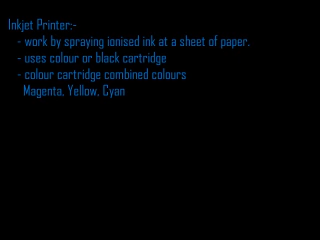 Inkjet Printer:-
- work by spraying ionised ink at a sheet of paper.
- uses colour or black cartridge
- colour cartridge combined colours
Magenta, Yellow, Cyan